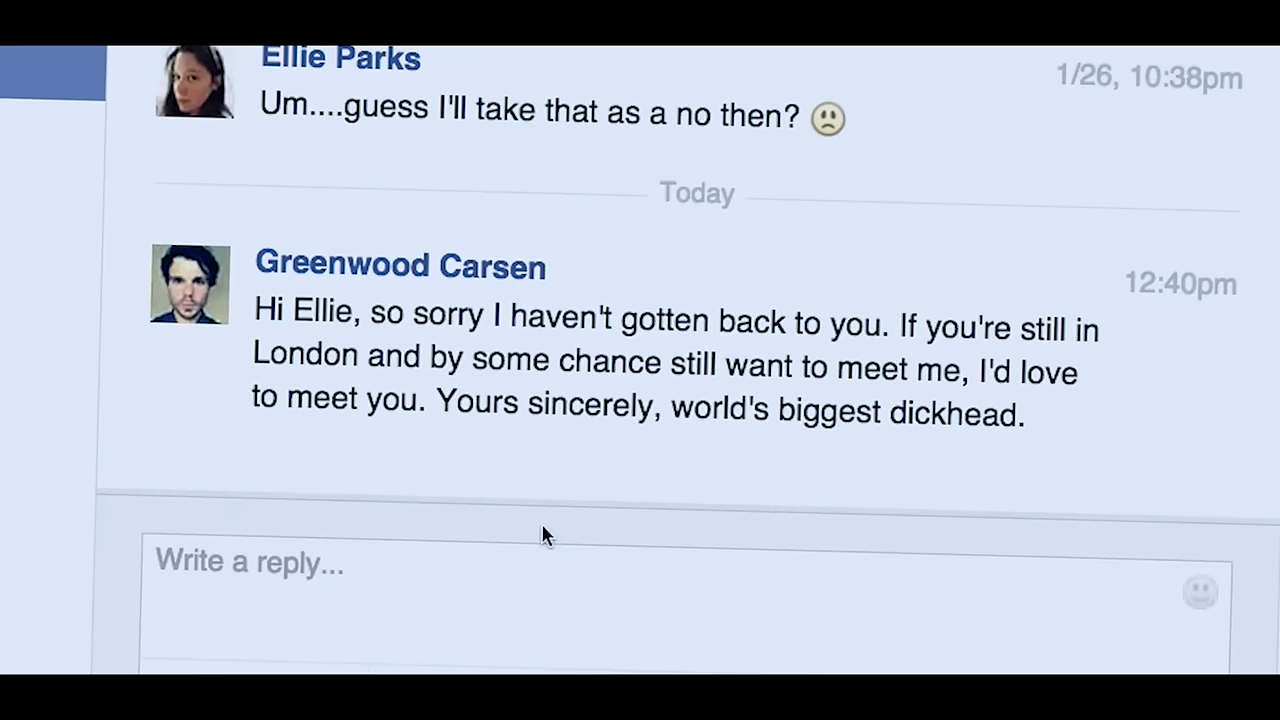 Ellie Parks
1/26, 10:38pm
Um....guess I'll take that as a no then?
Today
Greenwood Carsen
12:40pm
Hi Ellie, so sorry I haven't gotten back to you. If you're still in
London and by some chance still want to meet me, I'd love
to meet you. Yours sincerely, world's biggest dickhead.
Write a reply...